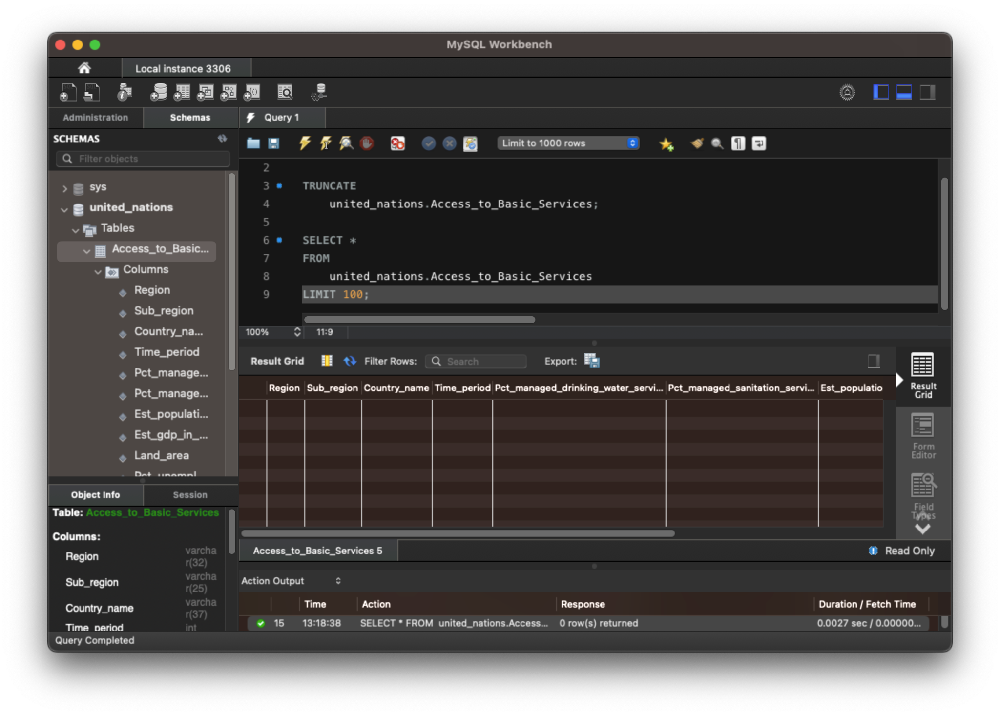 MySQL Workbench
Local instance 3306
Administration
Schemas
Query 1
SCHEMAS
Filter objects
Limit to 1000 rows
sys
united_nations
Tables
Access_to_Basic...
Columns
Region
Sub_region
Country_na...
Time_period
Pct_manage...
Pct_manage...
Est_populati...
Est_gdp_in_...
Land_area
Pct_unempl
2
3 TRUNCATE
4 united_nations.Access_to_Basic_Services;
5
6 SELECT *
7 FROM
8 united_nations.Access_to_Basic_Services
9 LIMIT 100;
100% 11:9
Result Grid Filter Rows: Search Export:
Region Sub_region Country_name Time_period Pct_managed_drinking_water_servi... Pct_managed_sanitation_servi... Est_populatio
Result
Grid
Form
Editor
Field
Types
Object Info
Session
Table: Access_to_Basic_Services
Columns:
Region varcha
r(32)
Sub_region varcha
r(25)
Country_name varcha
r(37)
Time_period int
Access_to_Basic_Services 5
Read Only
Action Output
Time Action Response Duration / Fetch Time
15 13:18:38 SELECT * FROM united_nations.Access... 0 row(s) returned 0.0027 sec / 0.00000...
Query Completed